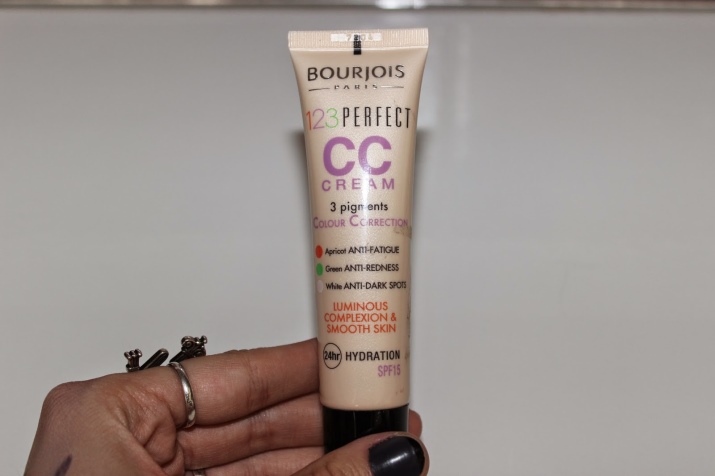 BOURJOIS
PARIS
123 PERFECT
CC
CREAM
3 pigments
COLOUR CORRECTION
Apricot ANTI-FATIGUE
Green ANTI-REDNESS
White ANTI-DARK SPOTS
LUMINOUS
COMPLEXION &
SMOOTH SKIN
24hr HYDRATION
SPF15